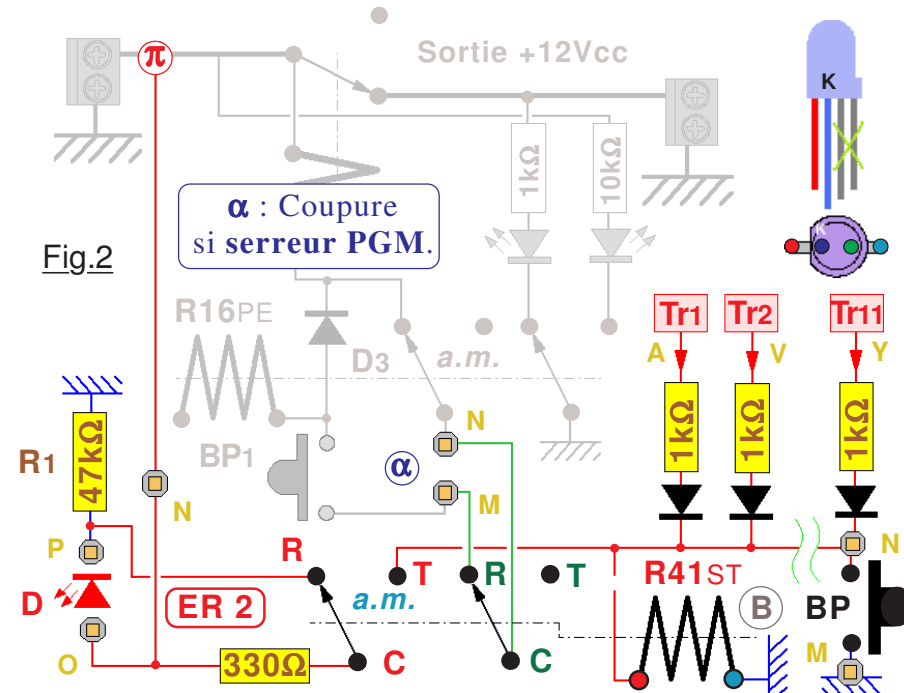 π
Sortie +12Vcc
K
1kΩ
10kΩ
α : Coupure
si serreur PGM.
K
Fig.2
R16PE
D3
a.m.
Tr1
Tr2
Tr11
A
V
Y
R1
47kΩ
N
BP1
α
N
M
1kΩ
1kΩ
1kΩ
P
N
R
T
R
T
R41ST
B
BP
D
ER 2
a.m.
O
330Ω
C
C
M